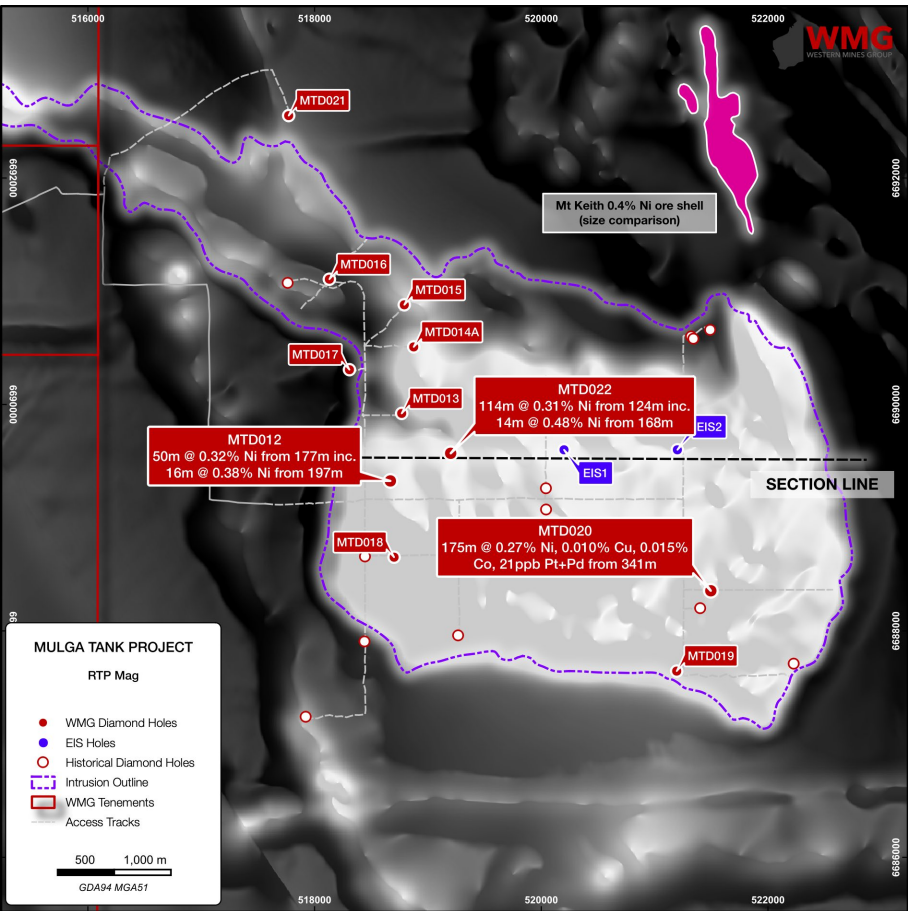 516000
518000
520000
522000
WMG
WESTERN MINES GROUP
MTD021
6692000
6692000
Mt Keith 0.4% Ni ore shell
(size comparison)
MTD016
MTD015
MTD014A
MTD017
MTD013
6690000
6690000
MTD022
114m @ 0.31% Ni from 124m inc.
14m @ 0.48% Ni from 168m
EIS2
MTD012
50m @ 0.32% Ni from 177m inc.
16m @ 0.38% Ni from 197m
EIS1
SECTION LINE
MTD020
175m @ 0.27% Ni, 0.010% Cu, 0.015%
Co, 21ppb Pt+Pd from 341m
MTD018
MTD019
66
6688000
MULGA TANK PROJECT
RTP Mag
WMG Diamond Holes
EIS Holes
Historical Diamond Holes
Intrusion Outline
WMG Tenements
Access Tracks
500 1,000 m
GDA94 MGA51
6686000
518000
520000
522000